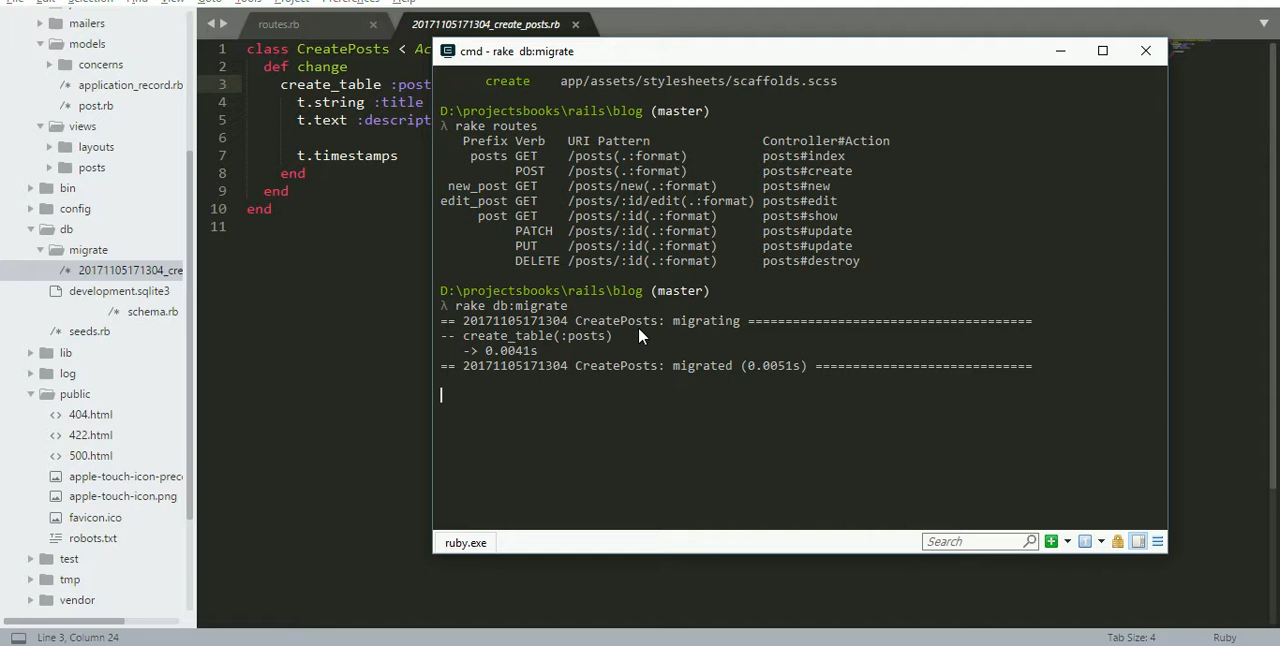 Goto
Project
Preferences
Help
mailers
models
concerns
application_record.rb
post.rb
views
layouts
posts
bin
config
db
migrate
20171105171304_cre
development.sqlite3
schema.rb
seeds.rb
lib
log
public
404.html
422.html
500.html
apple-touch-icon-prec
apple-touch-icon.png
favicon.ico
robots.txt
test
tmp
vendor
routes.rb
20171105171304_create_posts.rb
1 class CreatePosts < Ac
2 def change
3 create_table :post
4 t.string :title
5 t.text :descript
6
7 t.timestamps
8 end
9 end
10 end
11
cmd - rake db:migrate
create app/assets/stylesheets/scaffolds.scss
D:\projectsbooks\rails\blog (master)
λ rake routes
Prefix Verb URI Pattern Controller#Action
posts GET /posts(.:format) posts#index
POST /posts(.:format) posts#create
new_post GET /posts/new(.:format) posts#new
edit_post GET /posts/:id/edit(.:format) posts#edit
post GET /posts/:id(.:format) posts#show
PATCH /posts/:id(.:format) posts#update
PUT /posts/:id(.:format) posts#update
DELETE /posts/:id(.:format) posts#destroy
D:\projectsbooks\rails\blog (master)
λ rake db:migrate
== 20171105171304 CreatePosts: migrating ======================================
-- create_table(:posts)
-> 0.0041s
== 20171105171304 CreatePosts: migrated (0.0051s) =============================
ruby.exe
Search
Line 3, Column 24
Tab Size: 4
Ruby